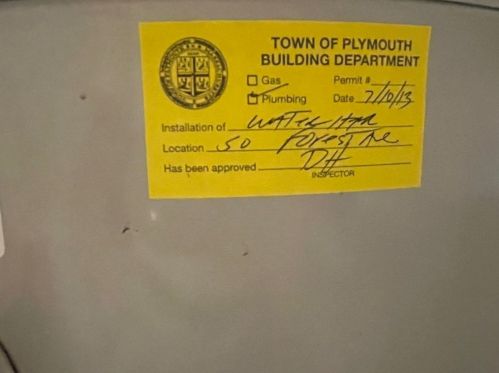 TOWN OF PLYMOUTH
BUILDING DEPARTMENT
Gas Permit #
Plumbing Date 7/10/13
Installation of WATER HTR
Location 50 Forest Ave
Has been approved DH
INSPECTOR